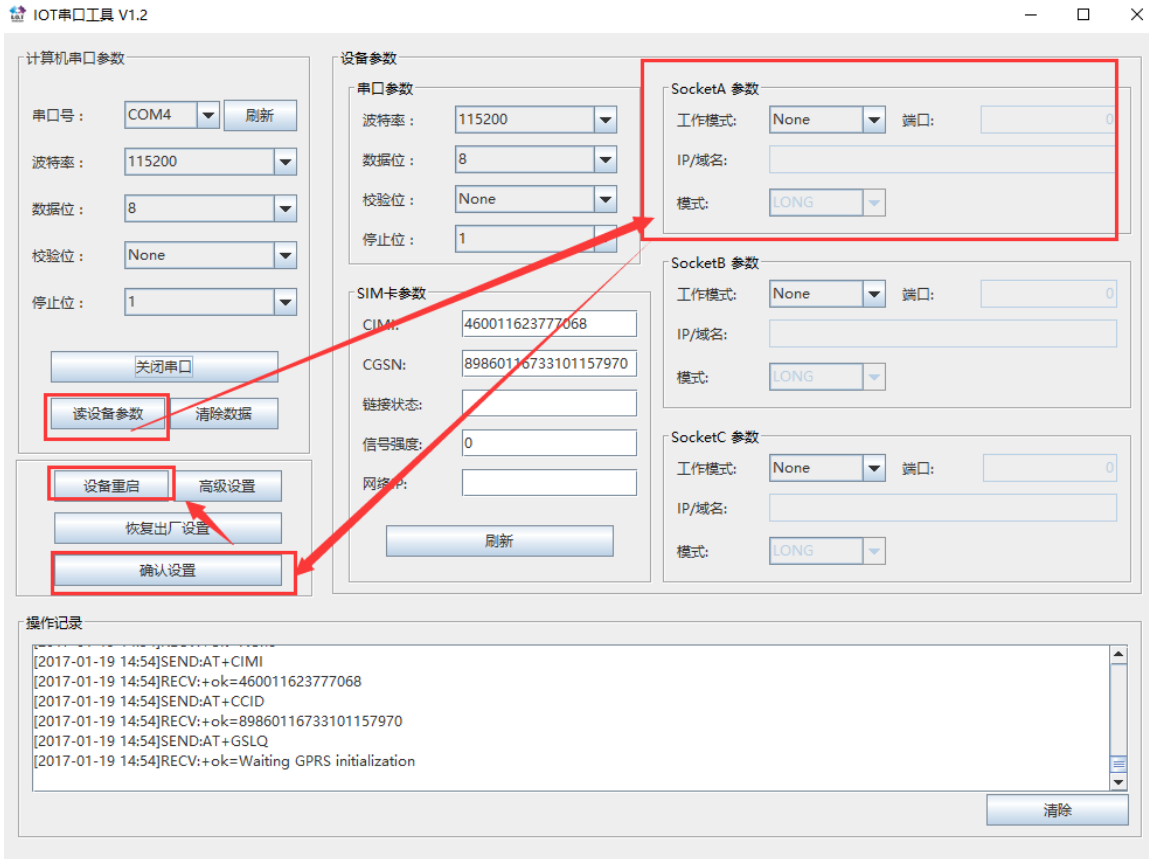 IOT串口工具 V1.2
计算机串口参数
串口号：
COM4
刷新
波特率：
115200
数据位：
8
校验位：
None
停止位：
1
关闭串口
读设备参数
清除数据
设备重启
高级设置
恢复出厂设置
确认设置
设备参数
串口参数
波特率：
115200
数据位：
8
校验位：
None
停止位：
1
SIM卡参数
CIMI:
460011623777068
CGSN:
89860116733101157970
链接状态:
信号强度:
0
网络IP:
刷新
SocketA 参数
工作模式:
None
端口:
0
IP/域名:
模式:
LONG
SocketB 参数
工作模式:
None
端口:
0
IP/域名:
模式:
LONG
SocketC 参数
工作模式:
None
端口:
0
IP/域名:
模式:
LONG
操作记录
[2017-01-19 14:54]SEND:AT+CIMI
[2017-01-19 14:54]RECV:+ok=460011623777068
[2017-01-19 14:54]SEND:AT+CCID
[2017-01-19 14:54]RECV:+ok=89860116733101157970
[2017-01-19 14:54]SEND:AT+GSLQ
[2017-01-19 14:54]RECV:+ok=Waiting GPRS initialization
清除